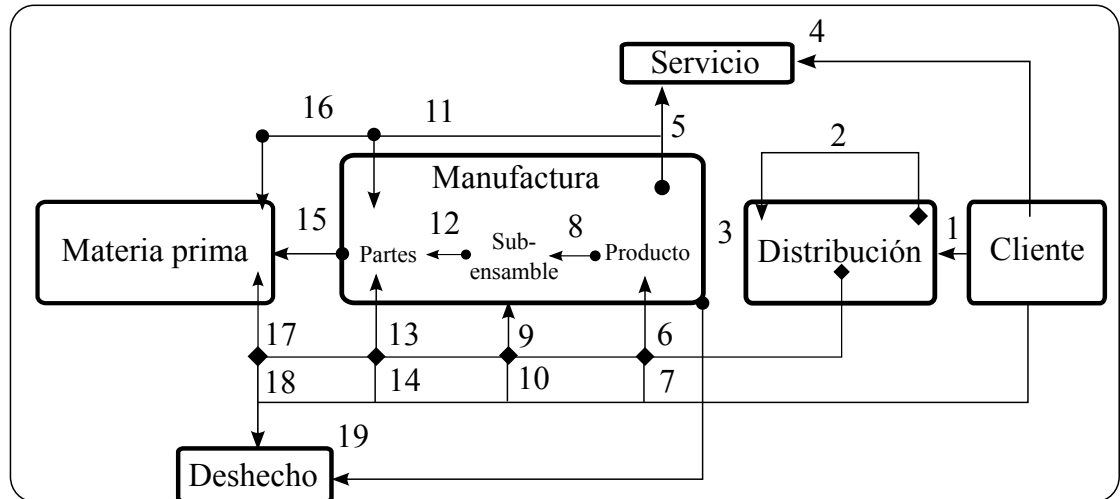 4
Servicio
16
11
5
2
Manufactura
15
12
8
3
1
Materia prima
Partes
Sub-
ensamble
Producto
Distribución
Cliente
17
13
9
6
18
14
10
7
19
Deshecho